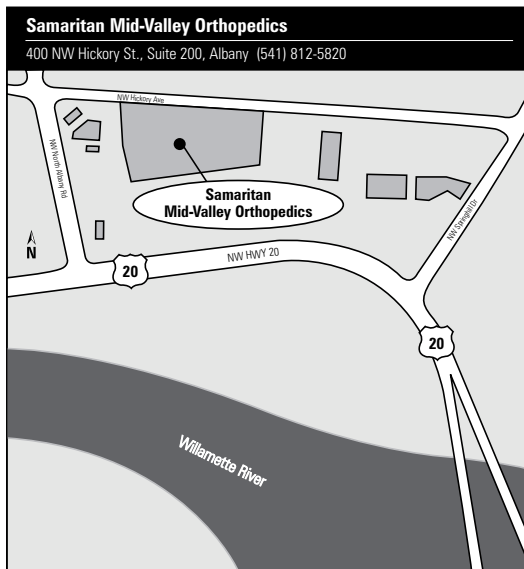 Samaritan Mid-Valley Orthopedics
400 NW Hickory St., Suite 200, Albany (541) 812-5820
NW Hickory Ave
NW North Albany Rd
Samaritan
Mid-Valley Orthopedics
NW Springhill Dr
N
20
NW HWY 20
20
Willamette River